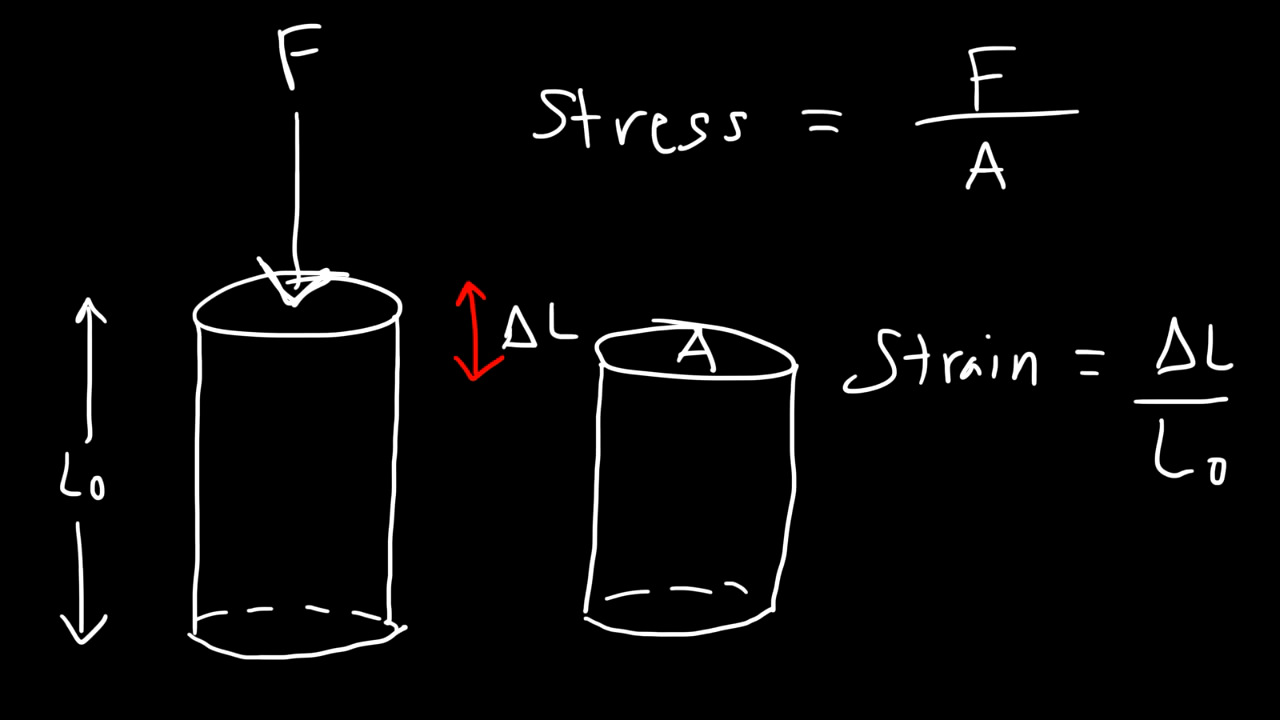 F
Stress = F/A
ΔL
A
Strain = ΔL/L₀
L₀